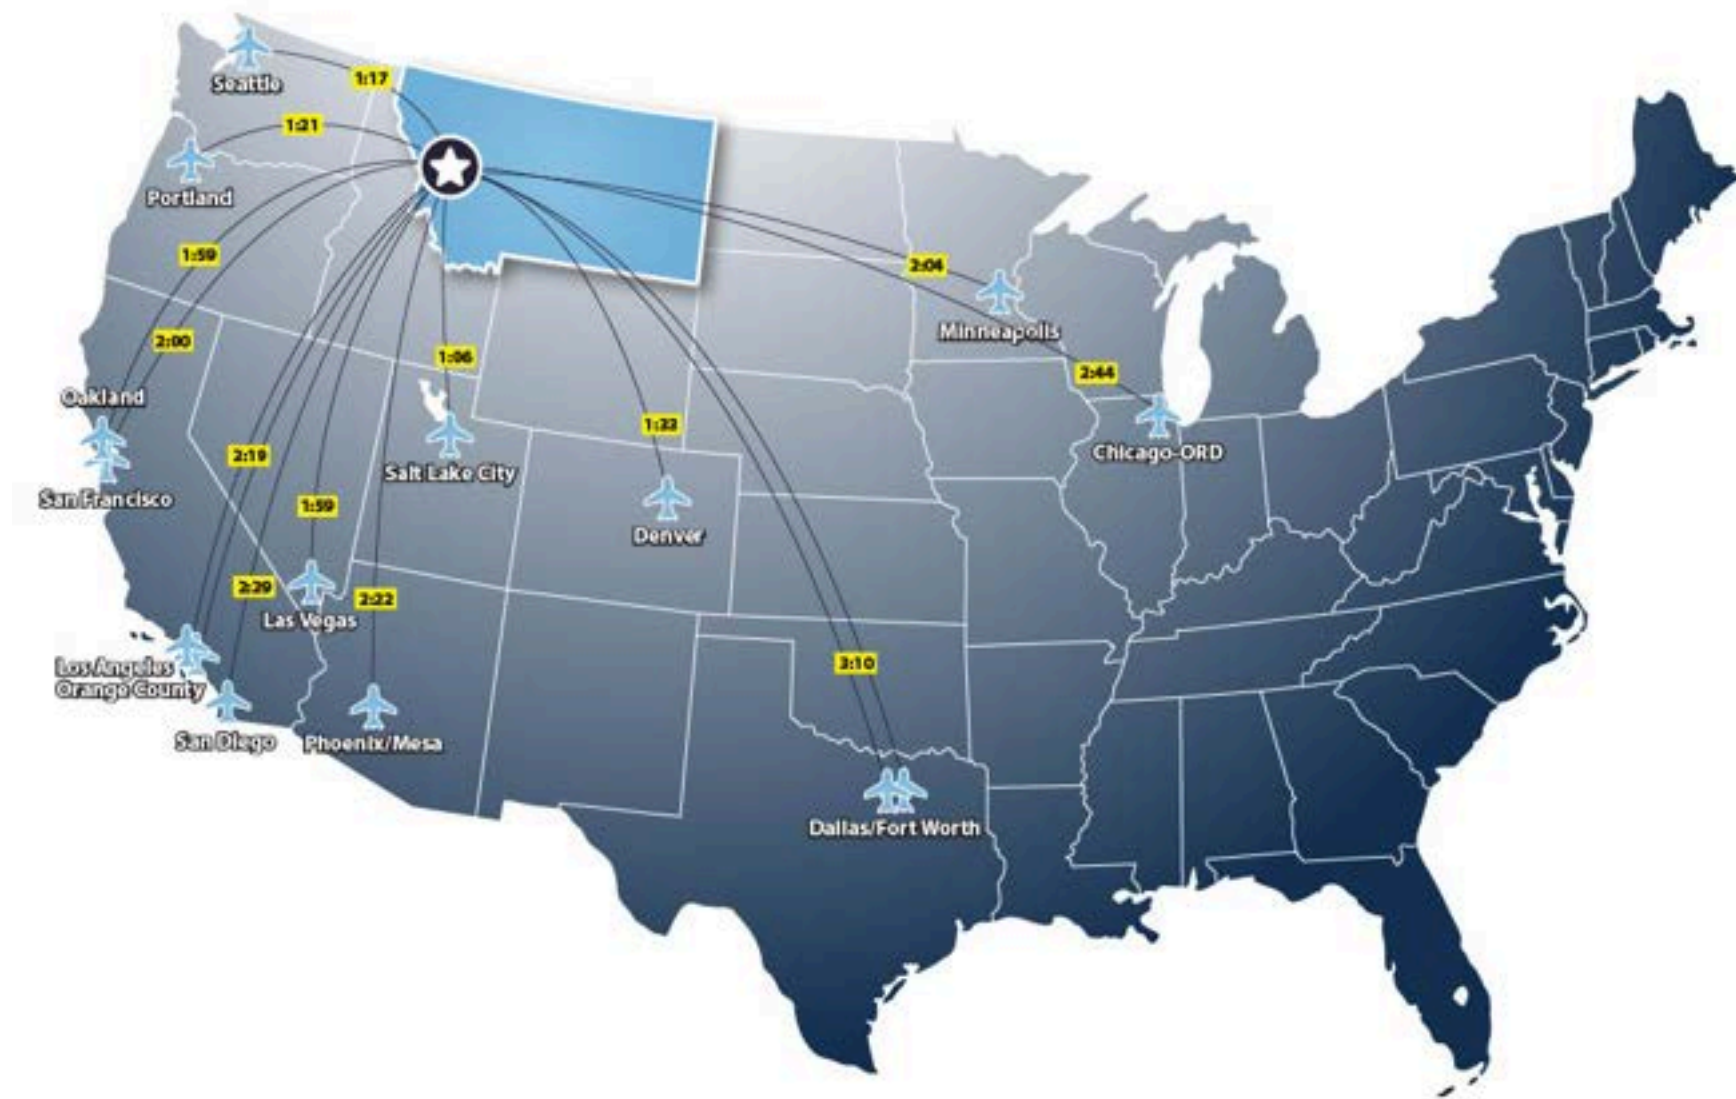 Seattle
1:17
1:21
Portland
1:59
2:04
Minneapolis
2:00
1:06
2:44
Oakland
1:33
Chicago-ORD
2:19
Salt Lake City
San Francisco
1:59
Denver
2:29
2:22
Las Vegas
Los Angeles
Orange County
3:10
San Diego
Phoenix/Mesa
Dallas/Fort Worth